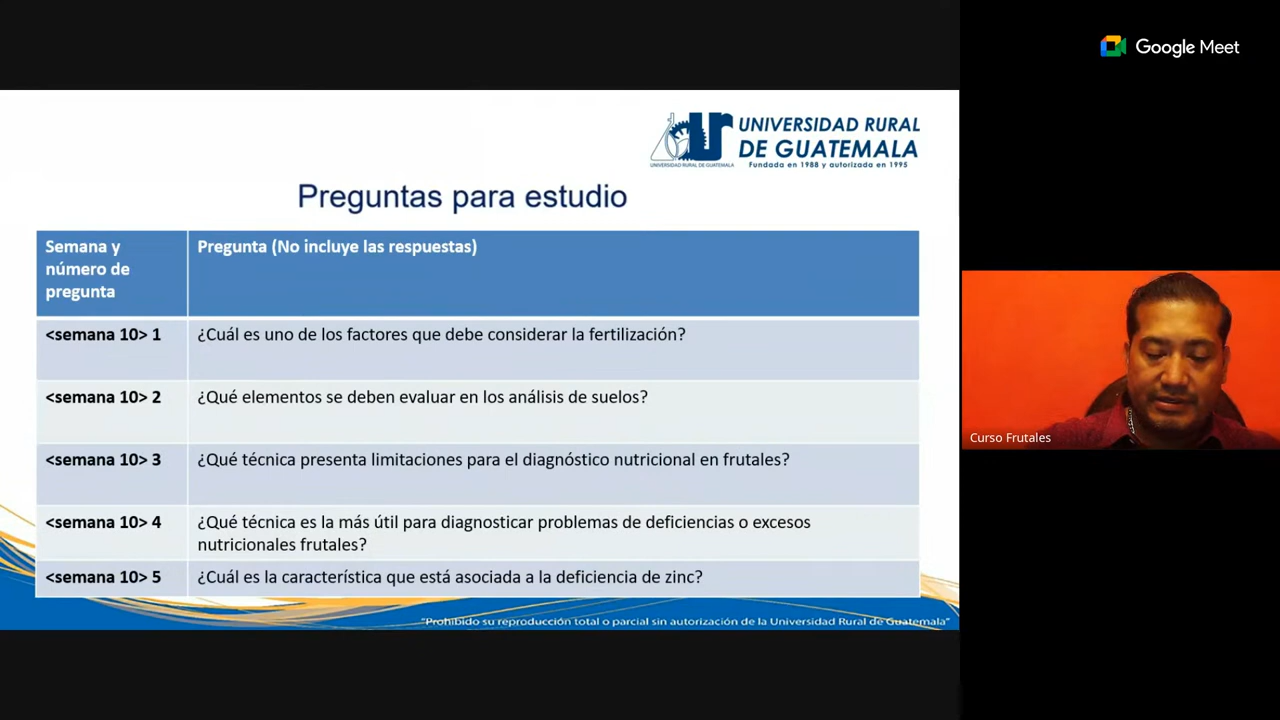 Google Meet
UNIVERSIDAD RURAL
DE GUATEMALA
UNIVERSIDAD RURAL DE GUATEMALA
Fundada en 1988 y autorizada en 1995
Preguntas para estudio
Semana y
número de
pregunta
Pregunta (No incluye las respuestas)
<semana 10> 1
¿Cuál es uno de los factores que debe considerar la fertilización?
<semana 10> 2
¿Qué elementos se deben evaluar en los análisis de suelos?
<semana 10> 3
¿Qué técnica presenta limitaciones para el diagnóstico nutricional en frutales?
<semana 10> 4
¿Qué técnica es la más útil para diagnosticar problemas de deficiencias o excesos
nutricionales frutales?
<semana 10> 5
¿Cuál es la característica que está asociada a la deficiencia de zinc?
"Prohibido su reproducción total o parcial sin autorización de la Universidad Rural de Guatemala"
Curso Frutales